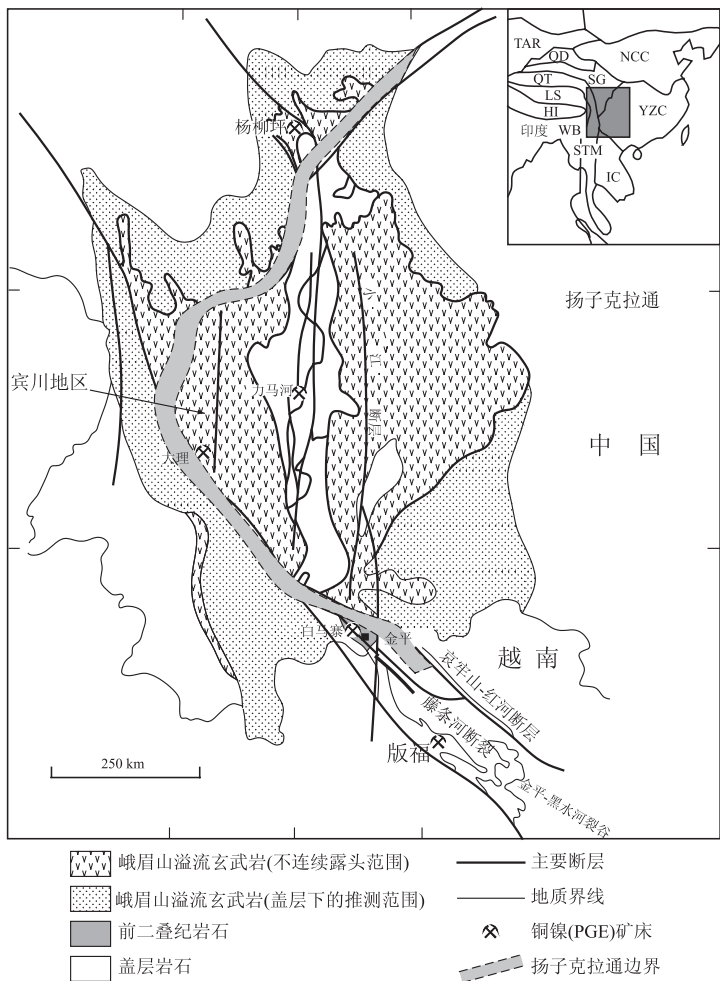 TAR
QD
NCC
QT
SG
LS
HI
YZC
印度
WB
STM
IC
杨柳坪
扬子克拉通
小
江
断层
宾川地区
力马河
中 国
大理
白马寨
金平
越 南
哀牢山-红河断层
藤条河断裂
版福
金平-黑水河裂谷
250 km
峨眉山溢流玄武岩(不连续露头范围)
主要断层
峨眉山溢流玄武岩(盖层下的推测范围)
地质界线
前二叠纪岩石
铜镍(PGE)矿床
盖层岩石
扬子克拉通边界